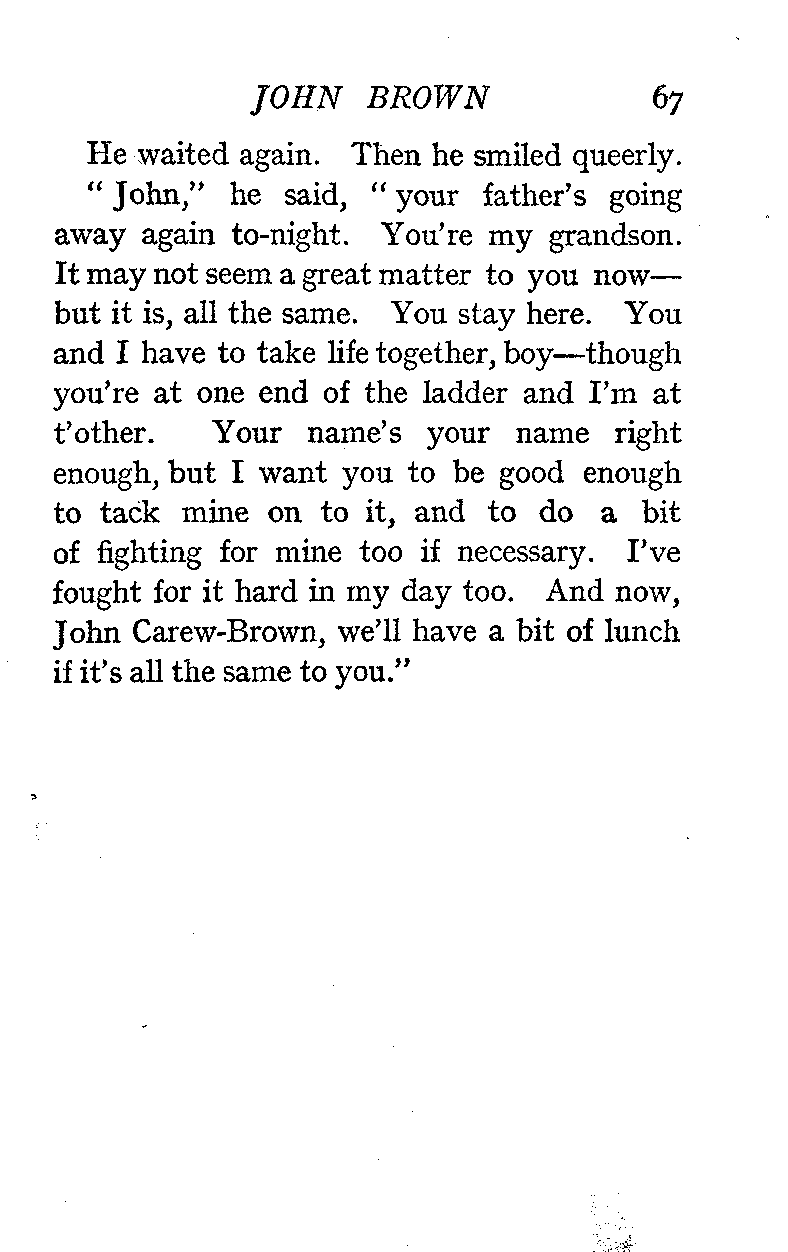 JOHN BROWN 67
He waited again. Then he smiled queerly.
“ John,” he said, “ your father’s going
away again to-night. You’re my grandson.
It may not seem a great matter to you now—
but it is, all the same. You stay here. You
and I have to take life together, boy—though
you’re at one end of the ladder and I’m at
t’other. Your name’s your name right
enough, but I want you to be good enough
to tack mine on to it, and to do a bit
of fighting for mine too if necessary. I’ve
fought for it hard in my day too. And now,
John Carew-Brown, we’ll have a bit of lunch
if it’s all the same to you.”